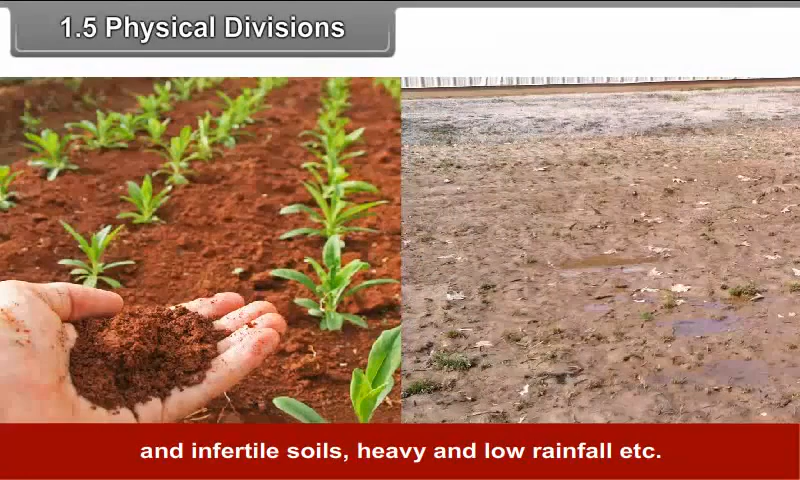 1.5 Physical Divisions
and infertile soils, heavy and low rainfall etc.